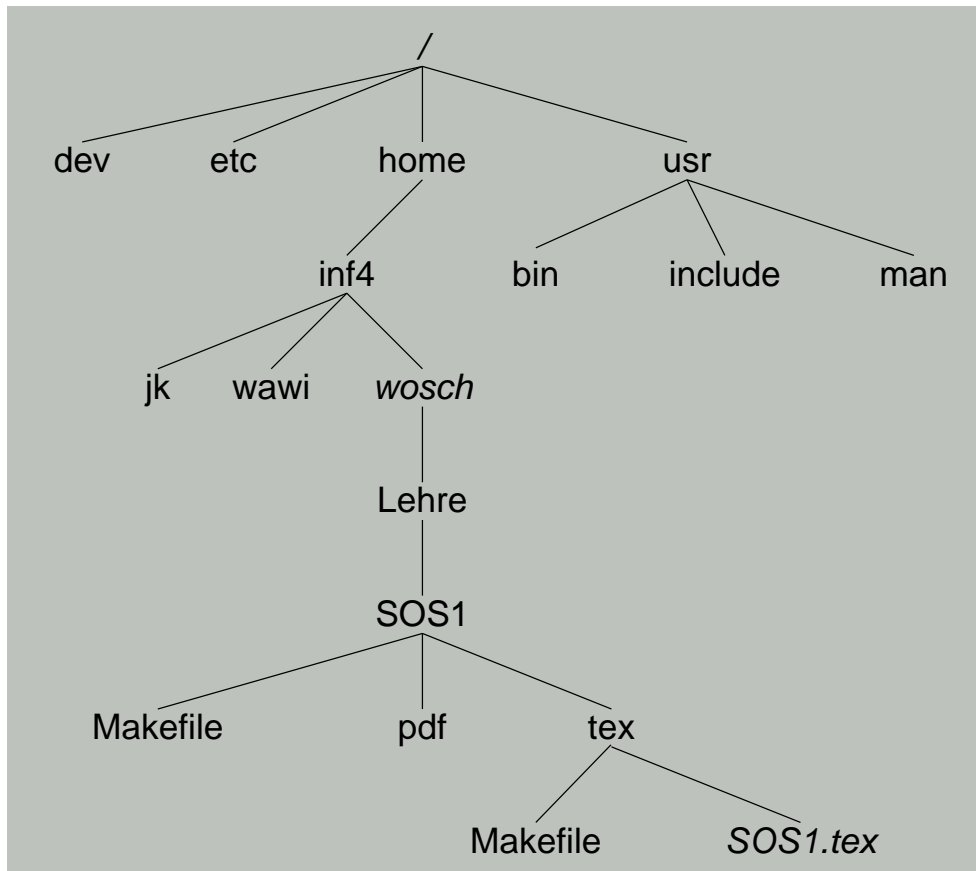 /
dev etc home usr
inf4 bin include man
jk wawi wosch
Lehre
SOS1
Makefile pdf tex
Makefile SOS1.tex